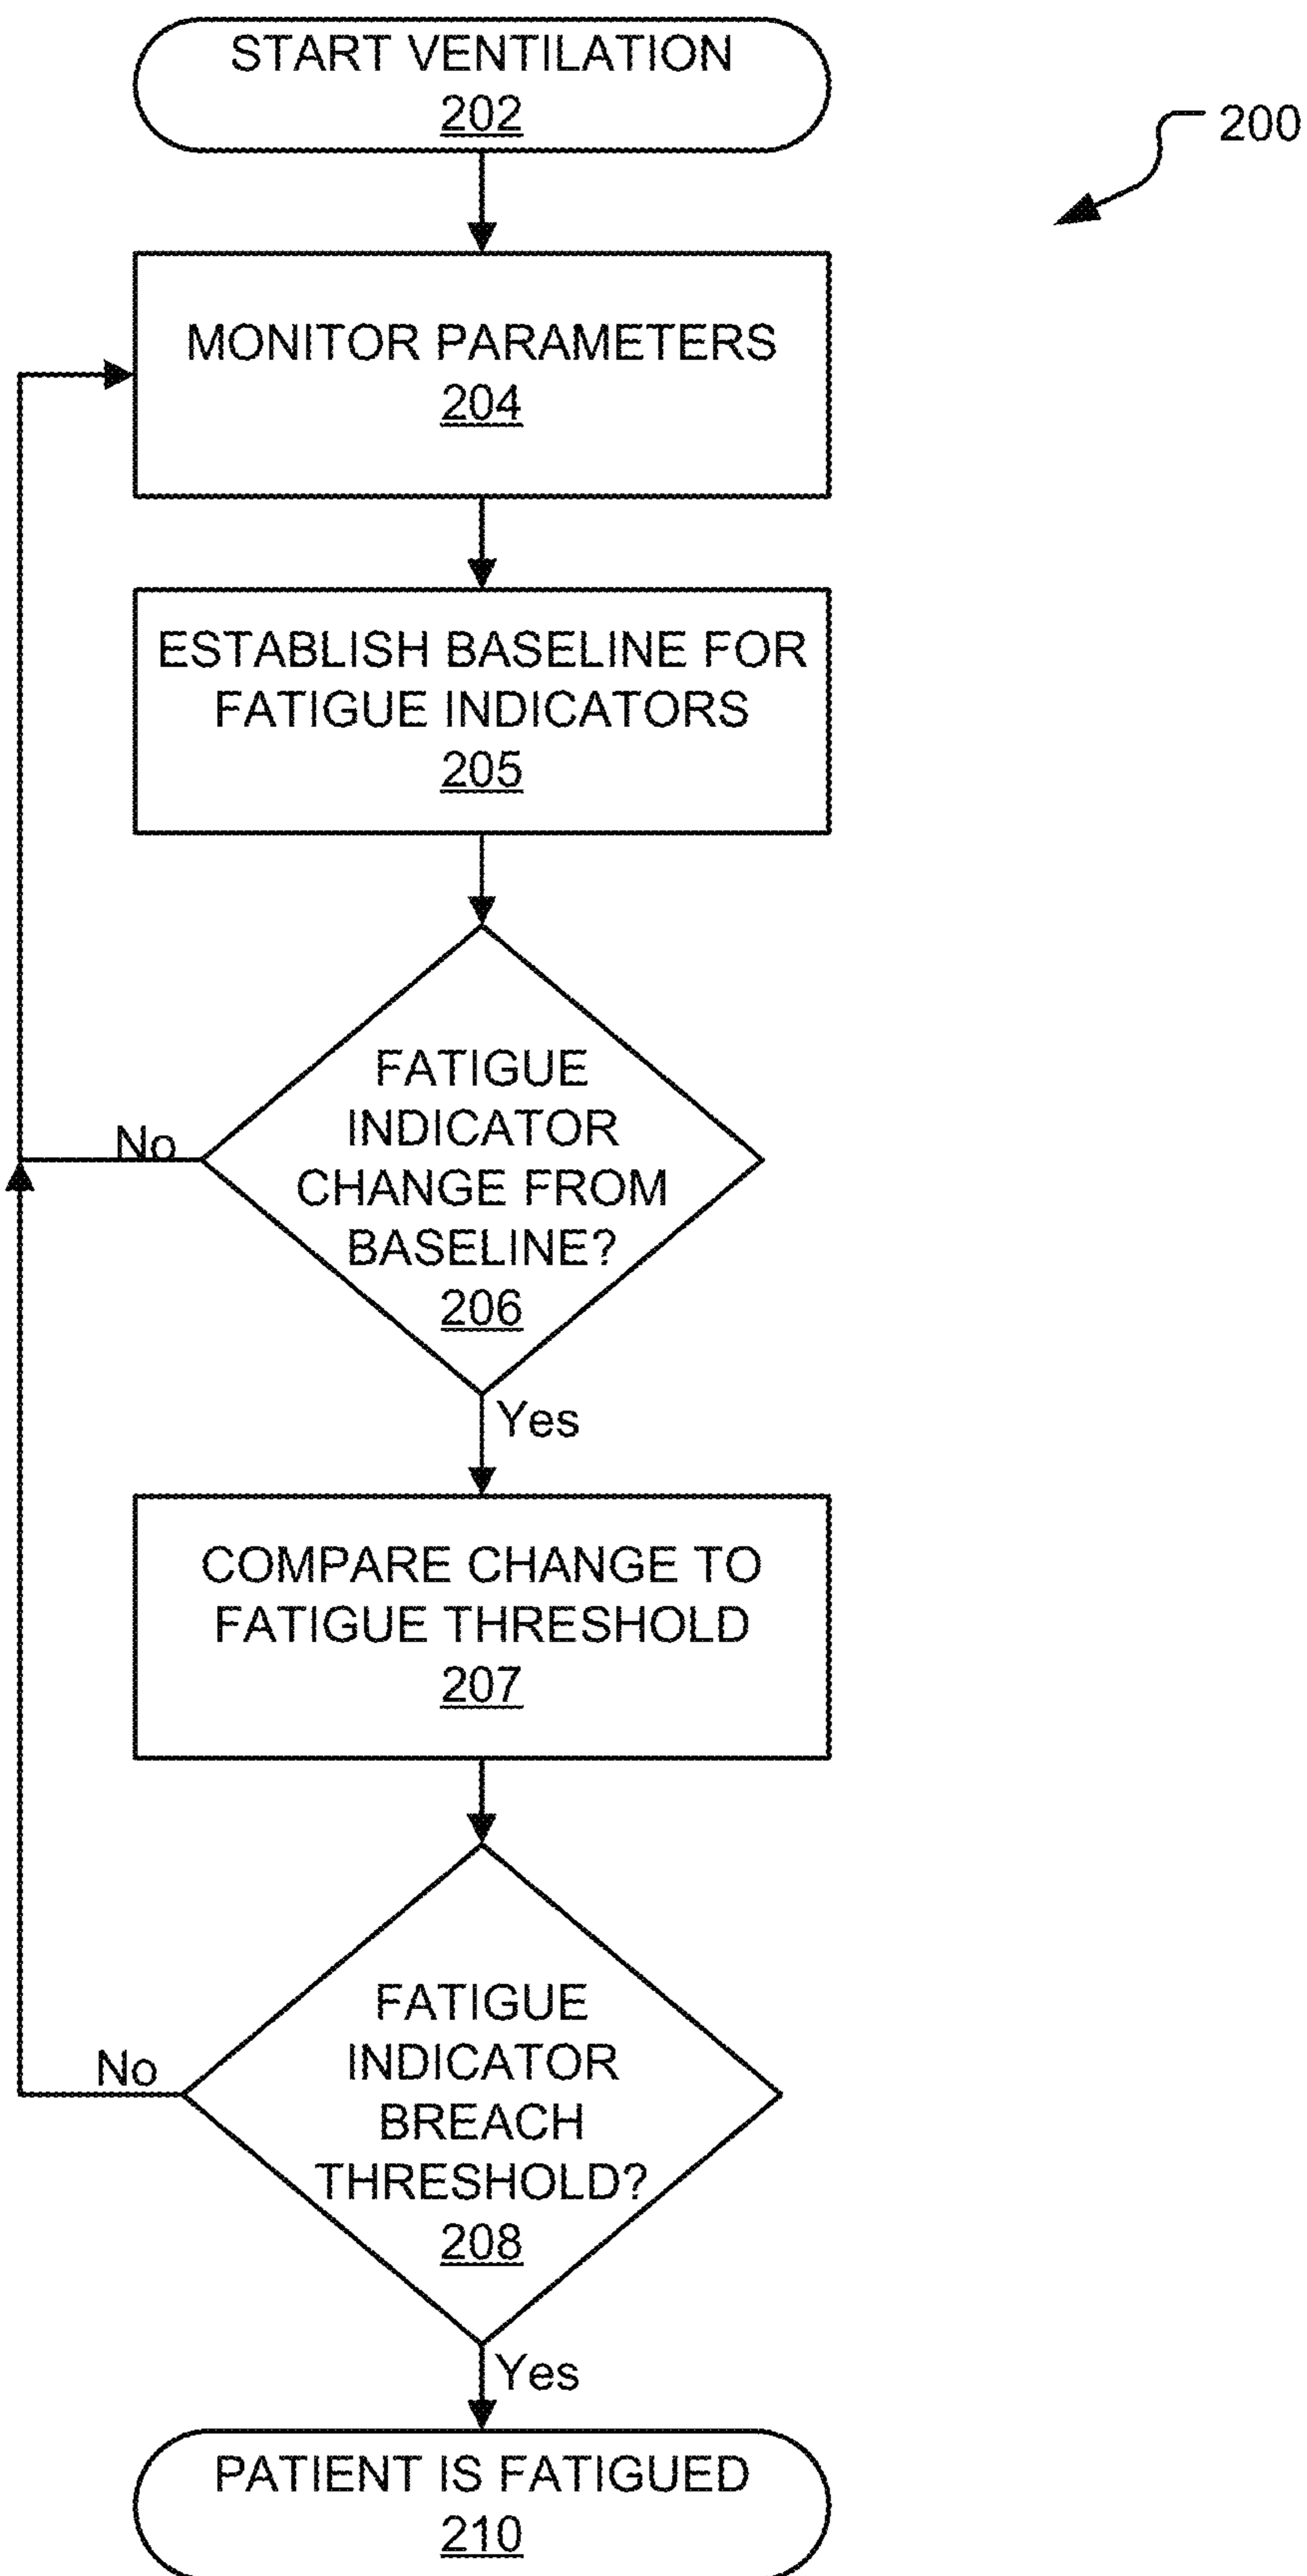 START VENTILATION
202
200
MONITOR PARAMETERS
204
ESTABLISH BASELINE FOR
FATIGUE INDICATORS
205
FATIGUE
INDICATOR
CHANGE FROM
BASELINE?
206
No
Yes
COMPARE CHANGE TO
FATIGUE THRESHOLD
207
FATIGUE
INDICATOR
BREACH
THRESHOLD?
208
No
Yes
PATIENT IS FATIGUED
210